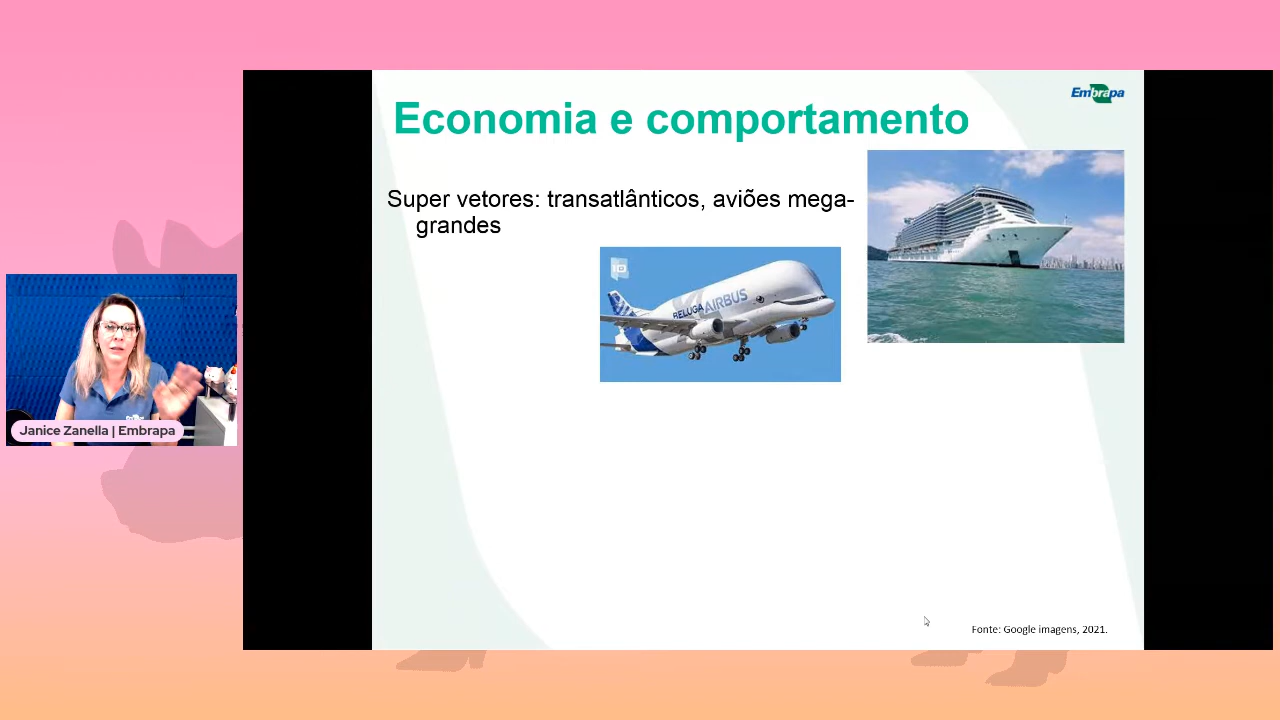 Embrapa
Economia e comportamento
Super vetores: transatlânticos, aviões mega-
grandes
BELUGA AIRBUS
Janice Zanella | Embrapa
Fonte: Google imagens, 2021.